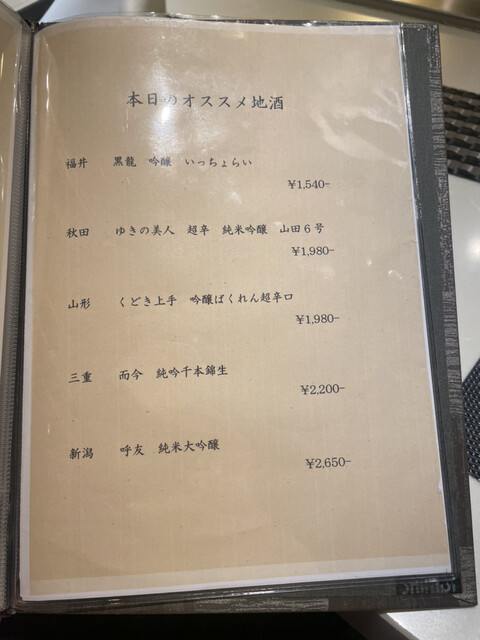 本日のオススメ地酒
福井 黒龍 吟醸 いっちょらい
¥1,540-
秋田 ゆきの美人 超辛 純米吟醸 山田6号
¥1,980-
山形 くどき上手 吟醸ばくれん超辛口
¥1,980-
三重 而今 純吟千本錦生
¥2,200-
新潟 呼友 純米大吟醸
¥2,650-